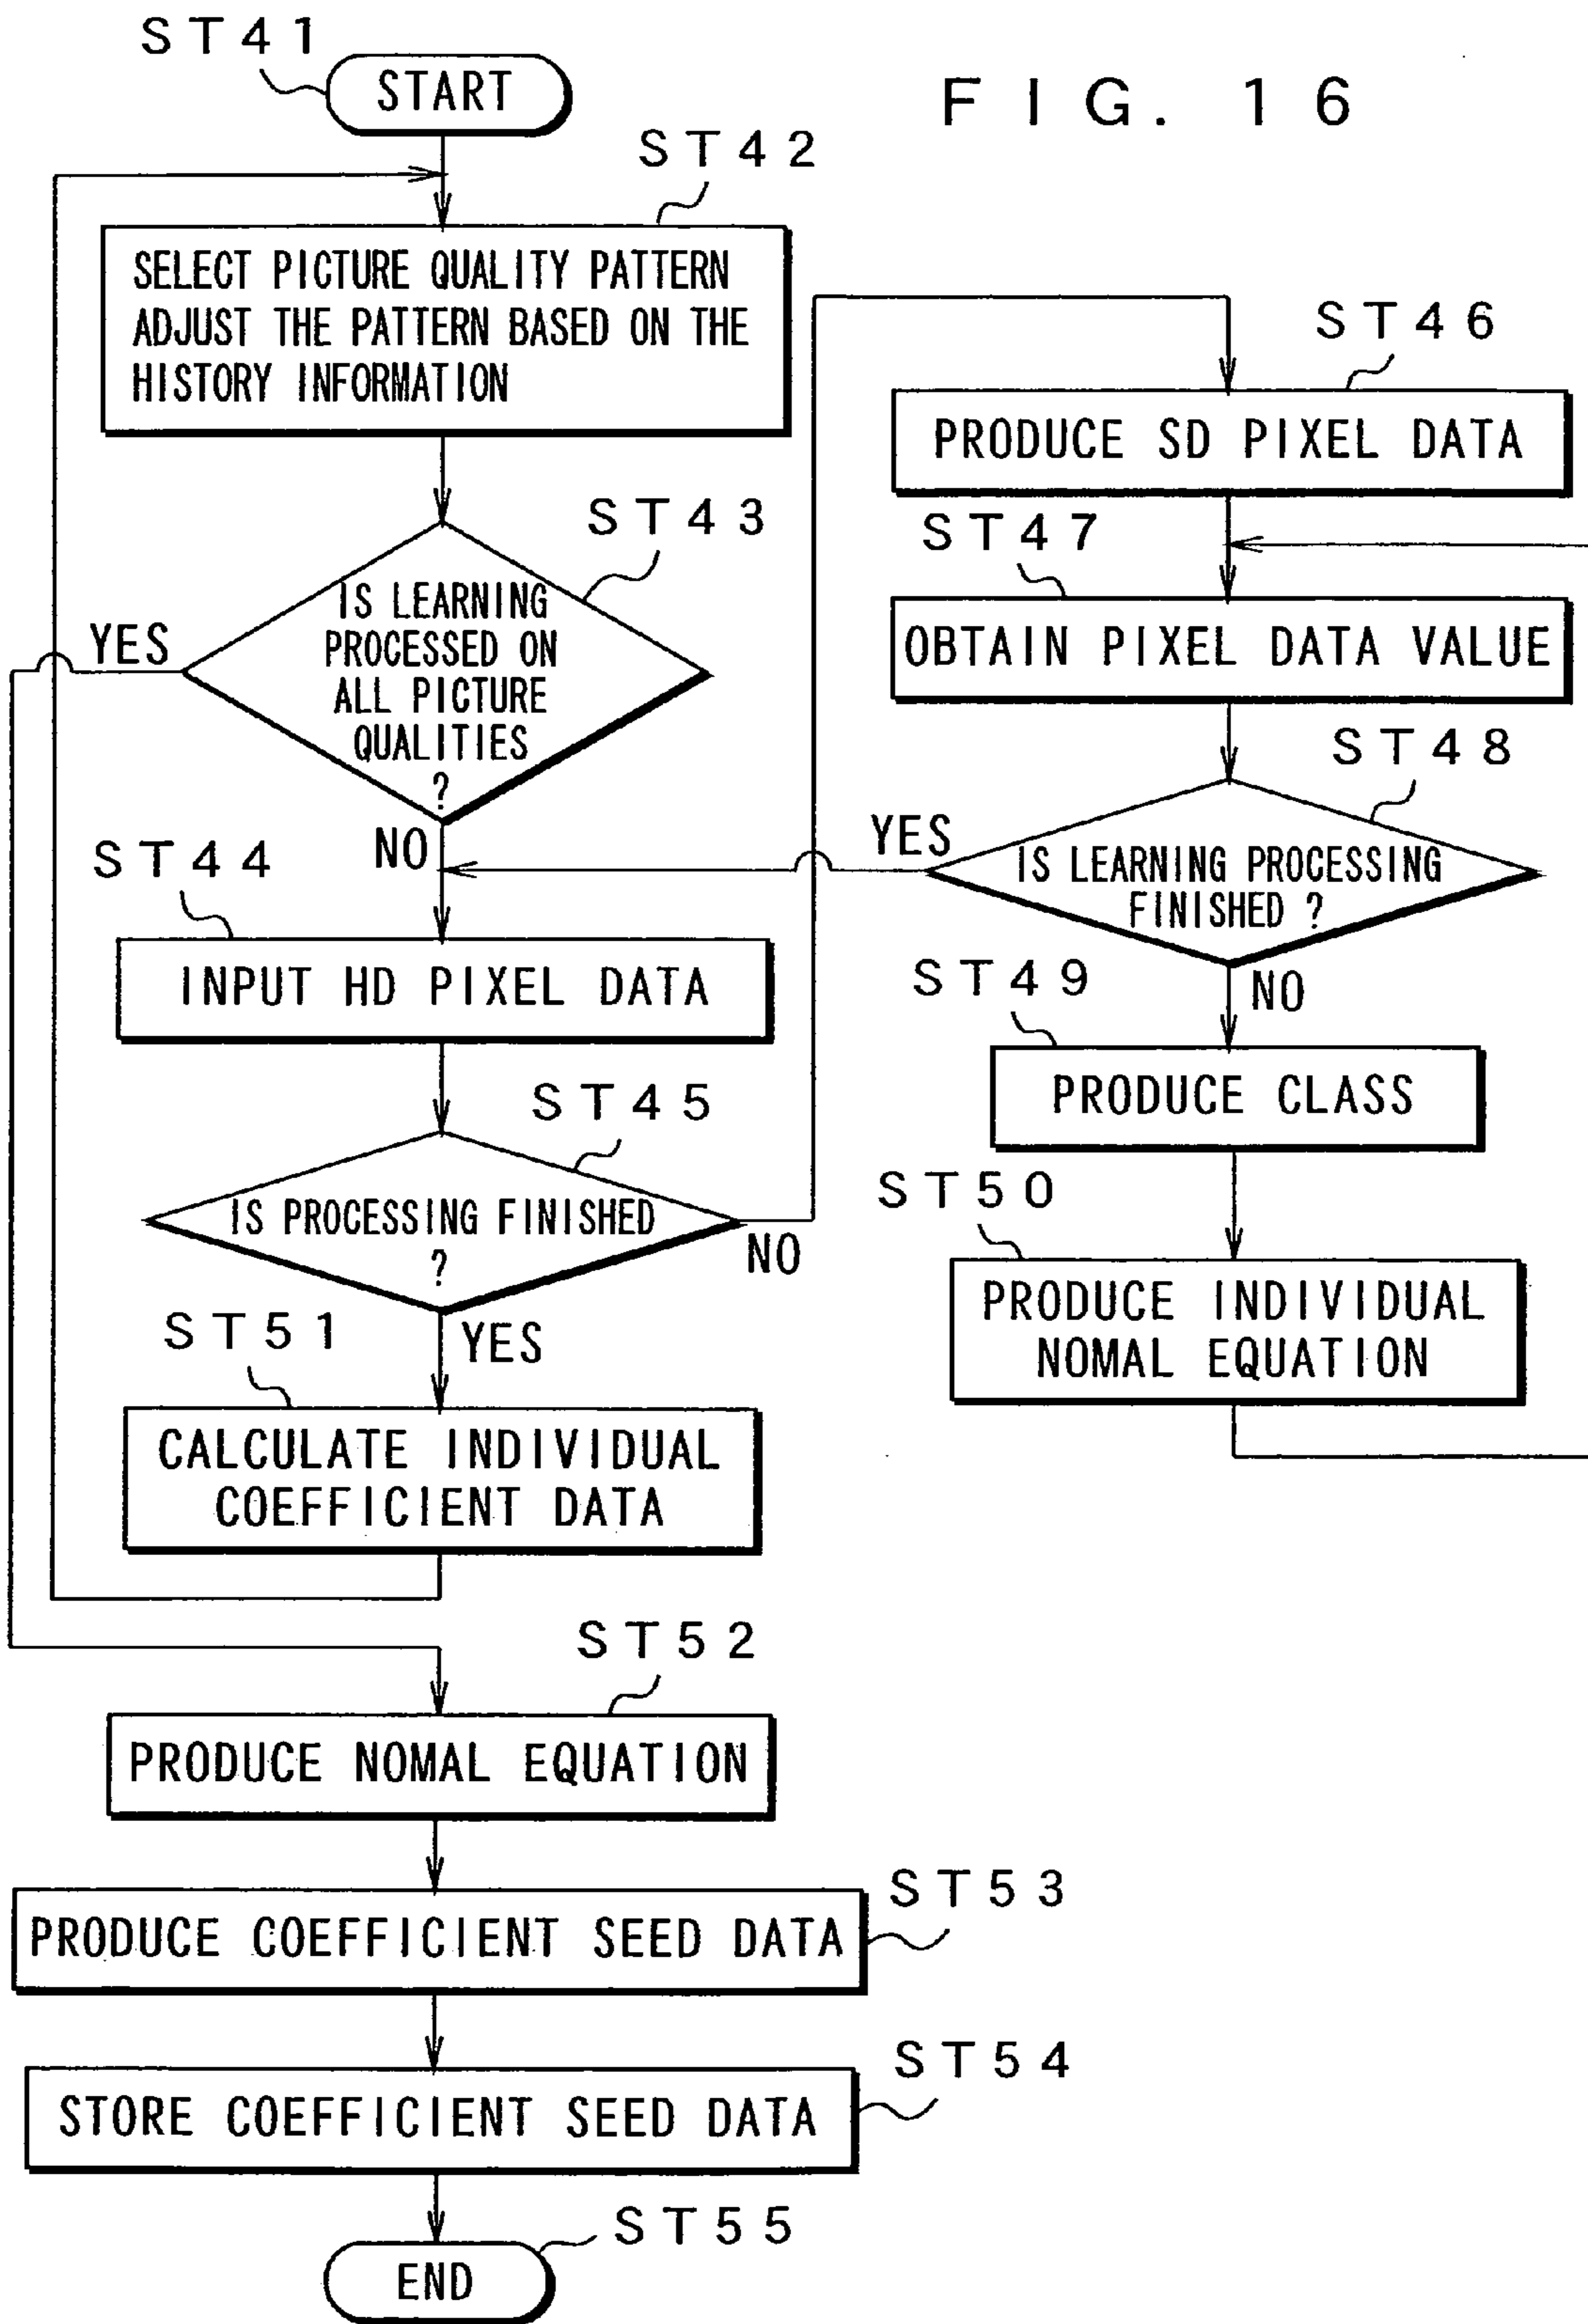 ST41
START
FIG. 16
ST42
SELECT PICTURE QUALITY PATTERN
ADJUST THE PATTERN BASED ON THE
HISTORY INFORMATION
ST43
IS LEARNING
PROCESSED ON
ALL PICTURE
QUALITIES
?
YES
NO
ST44
INPUT HD PIXEL DATA
ST45
IS PROCESSING FINISHED
?
NO
YES
ST46
PRODUCE SD PIXEL DATA
ST47
OBTAIN PIXEL DATA VALUE
ST48
IS LEARNING PROCESSING
FINISHED ?
YES
NO
ST49
PRODUCE CLASS
ST50
PRODUCE INDIVIDUAL
NOMAL EQUATION
ST51
CALCULATE INDIVIDUAL
COEFFICIENT DATA
ST52
PRODUCE NOMAL EQUATION
ST53
PRODUCE COEFFICIENT SEED DATA
ST54
STORE COEFFICIENT SEED DATA
ST55
END